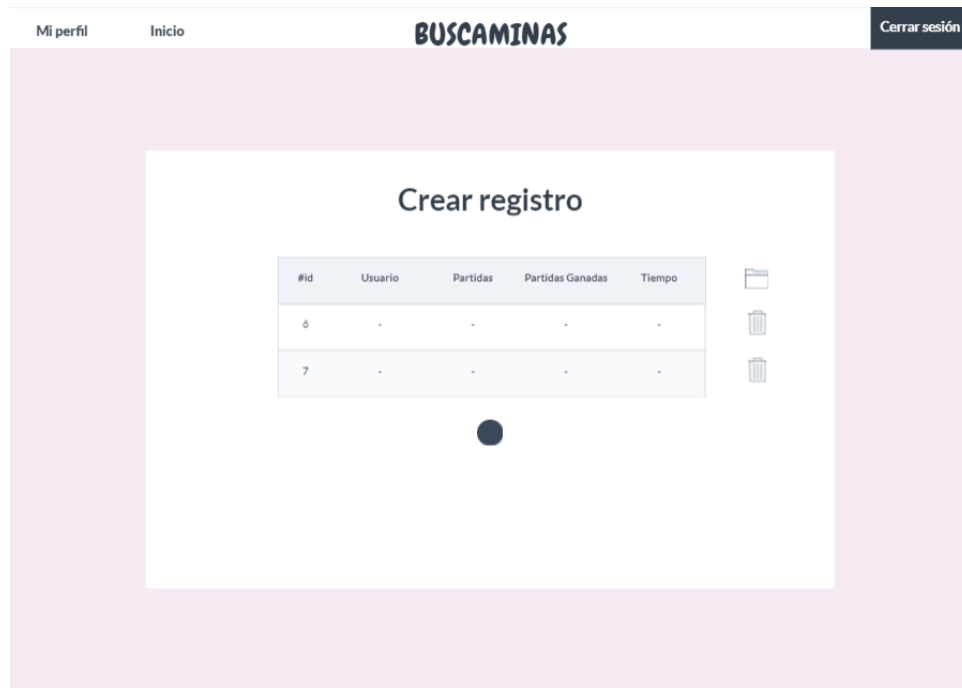 Mi perfil Inicio BUSCAMINAS Cerrar sesión
Crear registro
#id Usuario Partidas Partidas Ganadas Tiempo
6 - - - -
7 - - - -